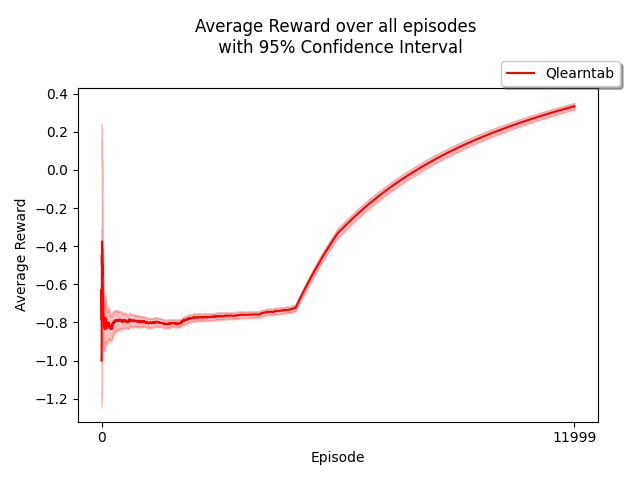 Average Reward over all episodes
with 95% Confidence Interval
Qlearntab
0.4
0.2
0.0
−0.2
−0.4
−0.6
−0.8
−1.0
−1.2
Average Reward
0
11999
Episode